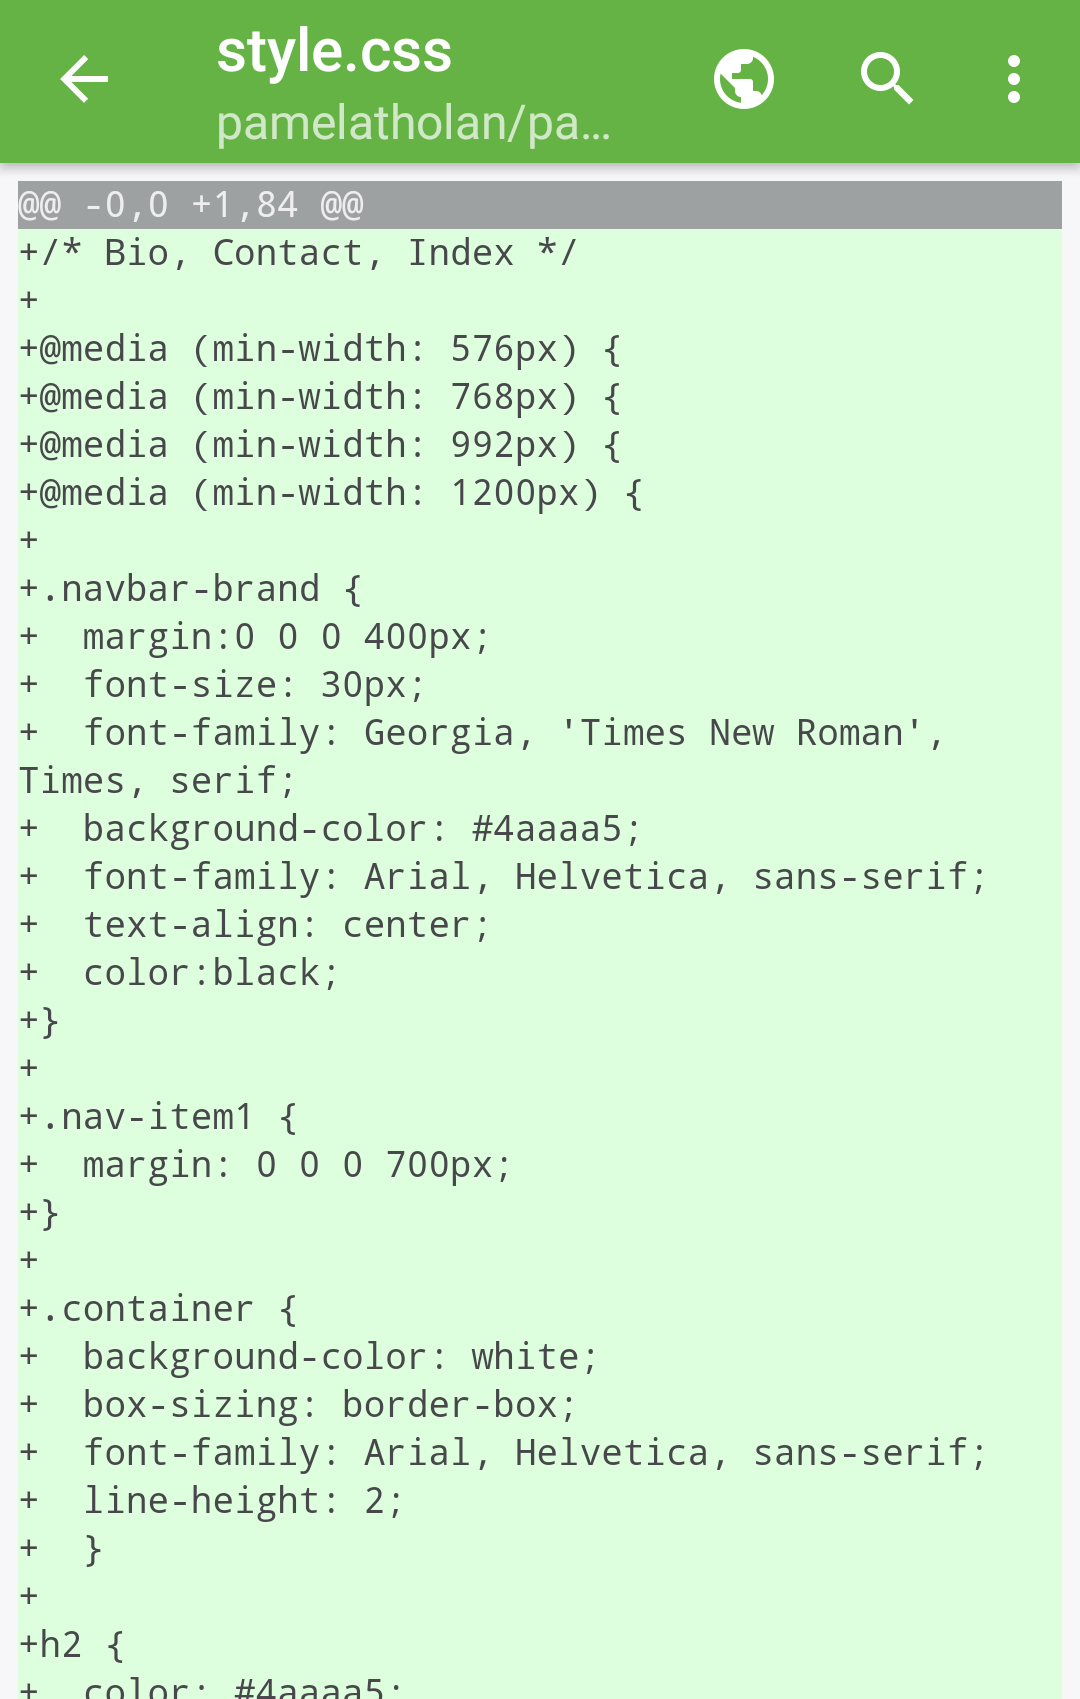 style.css
pamelatholan/pa...
@@ -0,0 +1,84 @@
+/* Bio, Contact, Index */
+
+@media (min-width: 576px) {
+@media (min-width: 768px) {
+@media (min-width: 992px) {
+@media (min-width: 1200px) {
+
+.navbar-brand {
+  margin:0 0 0 400px;
+  font-size: 30px;
+  font-family: Georgia, 'Times New Roman',
Times, serif;
+  background-color: #4aaaa5;
+  font-family: Arial, Helvetica, sans-serif;
+  text-align: center;
+  color:black;
+}
+
+.nav-item1 {
+  margin: 0 0 0 700px;
+}
+
+.container {
+  background-color: white;
+  box-sizing: border-box;
+  font-family: Arial, Helvetica, sans-serif;
+  line-height: 2;
+  }
+
+h2 {
+  color: #4aaaa5;